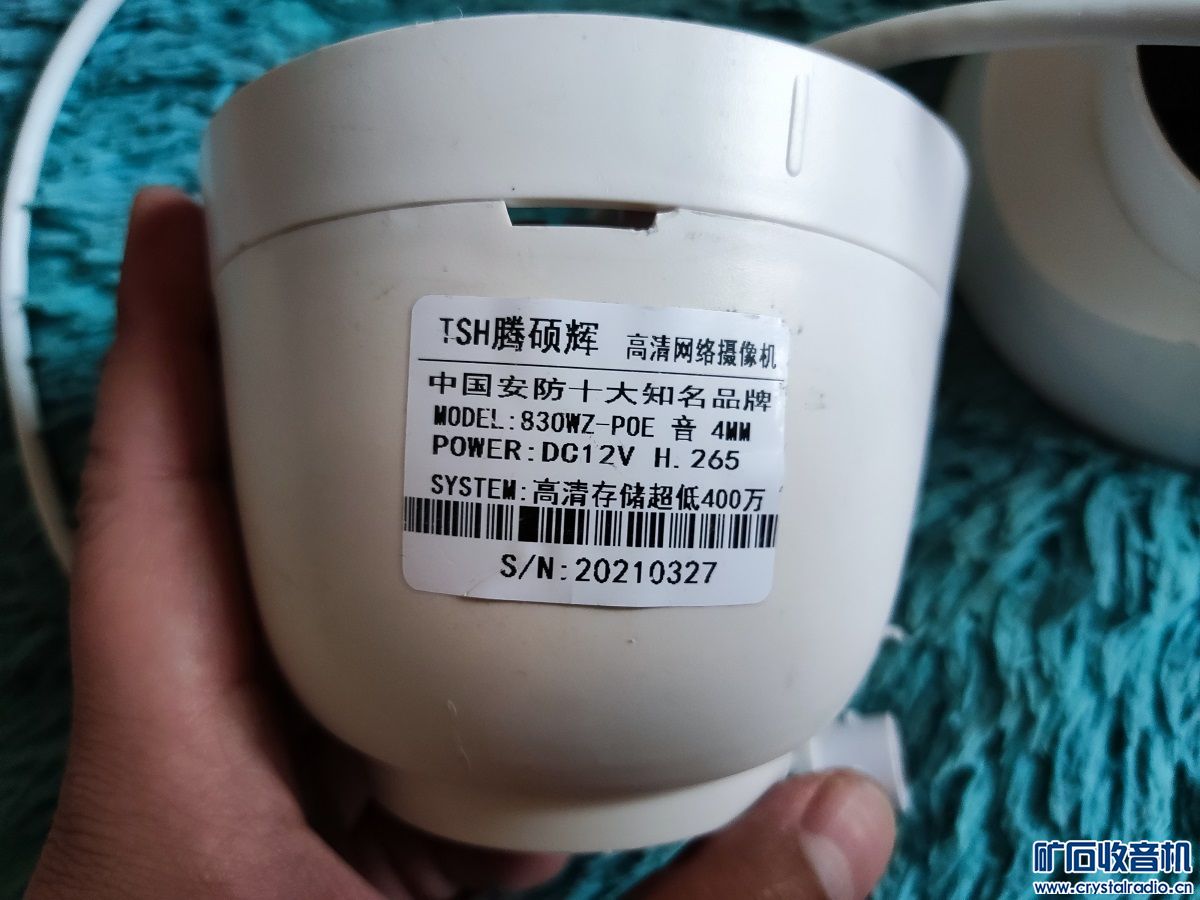 TSH腾硕辉 高清网络摄像机
中国安防十大知名品牌
MODEL:830WZ-POE 音 4MM
POWER:DC12V H.265
SYSTEM:高清存储超低400万
S/N:20210327
矿石收音机
www.crystalradio.cn